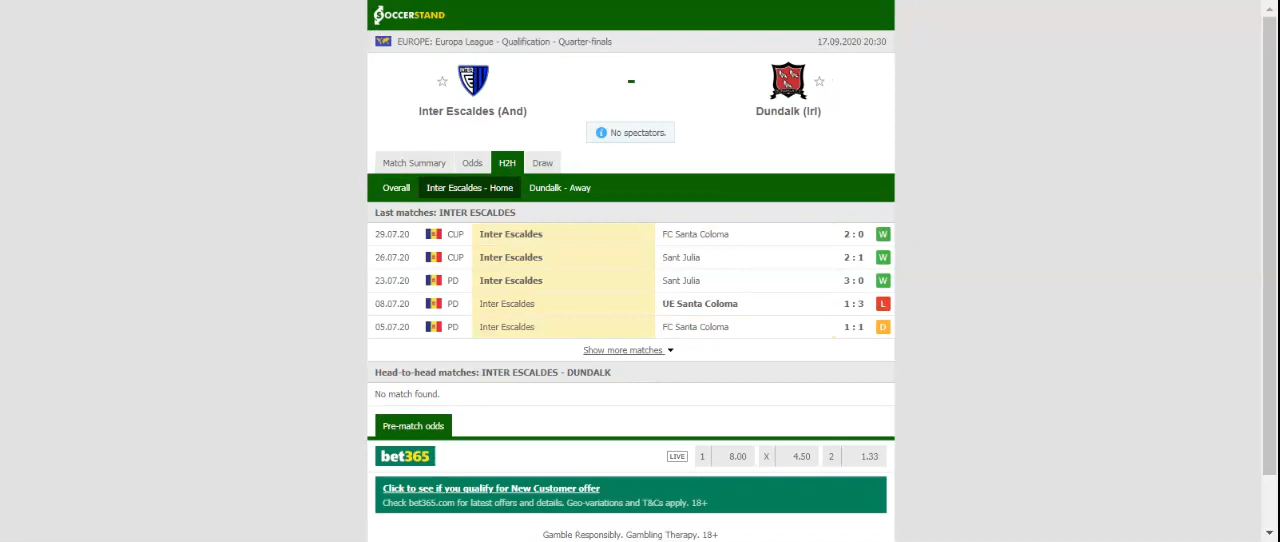 SOCCERSTAND
EUROPE: Europa League - Qualification - Quarter-finals 17.09.2020 20:30
Inter Escaldes (And) - Dundalk (Irl)
No spectators.
Match Summary Odds H2H Draw
Overall Inter Escaldes - Home Dundalk - Away
Last matches: INTER ESCALDES
29.07.20 CUP Inter Escaldes FC Santa Coloma 2 : 0 W
26.07.20 CUP Inter Escaldes Sant Julia 2 : 1 W
23.07.20 PD Inter Escaldes Sant Julia 3 : 0 W
08.07.20 PD Inter Escaldes UE Santa Coloma 1 : 3 L
05.07.20 PD Inter Escaldes FC Santa Coloma 1 : 1 D
Show more matches
Head-to-head matches: INTER ESCALDES - DUNDALK
No match found.
Pre-match odds
bet365 LIVE 1 8.00 X 4.50 2 1.33
Click to see if you qualify for New Customer offer
Check bet365.com for latest offers and details. Geo-variations and T&Cs apply. 18+
Gamble Responsibly. Gambling Therapy. 18+